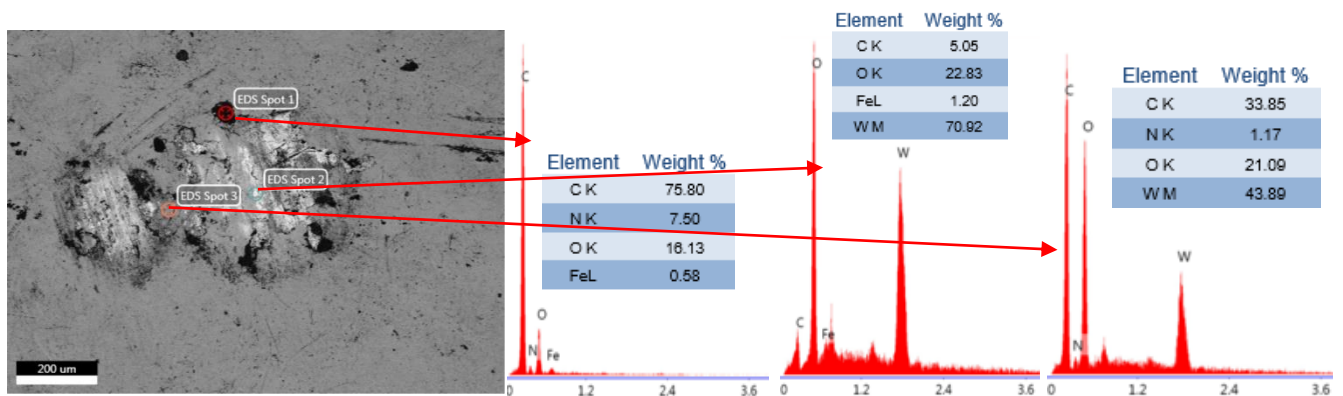 EDS Spot 1
EDS Spot 2
EDS Spot 3
200 um
C
N
O
Fe
Element Weight %
C K 75.80
N K 7.50
O K 16.13
FeL 0.58
1.2 2.4 3.6
Element Weight %
C K 5.05
O K 22.83
FeL 1.20
W M 70.92
O
C
Fe
W
0.0 1.2 2.4 3.6
Element Weight %
C K 33.85
N K 1.17
O K 21.09
W M 43.89
C
O
N
W
0.0 1.2 2.4 3.6